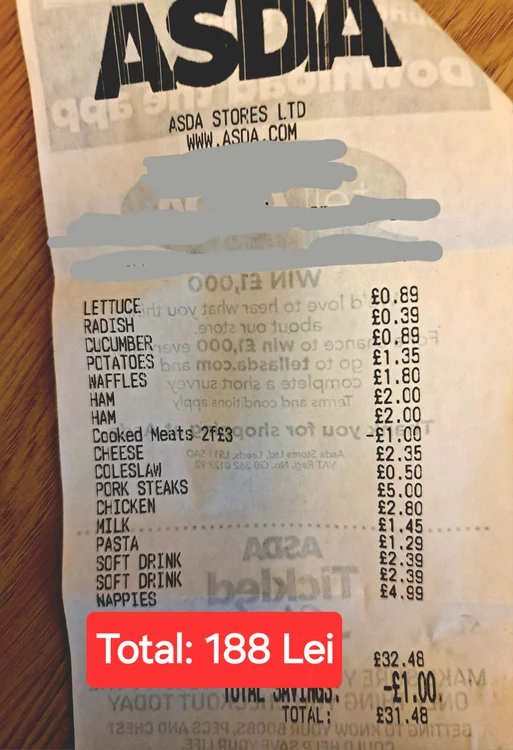 ASDA
ASDA STORES LTD
WWW.ASDA.COM
LETTUCE £0.89
RADISH £0.39
CUCUMBER £0.89
POTATOES £1.35
WAFFLES £1.80
HAM £2.00
HAM £2.00
Cooked Meats 2f£3 -£1.00
CHEESE £2.35
COLESLAW £0.50
PORK STEAKS £5.00
CHICKEN £2.80
MILK £1.45
PASTA £1.29
SOFT DRINK £2.39
SOFT DRINK £2.39
NAPPIES £4.99
Total: 188 Lei
£32.48
TOTAL SAVINGS: -£1.00
TOTAL: £31.48